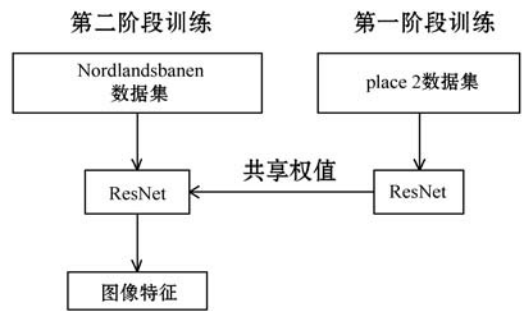 第二阶段训练
第一阶段训练
Nordlandsbanen
数据集
place 2数据集
共享权值
ResNet
ResNet
图像特征